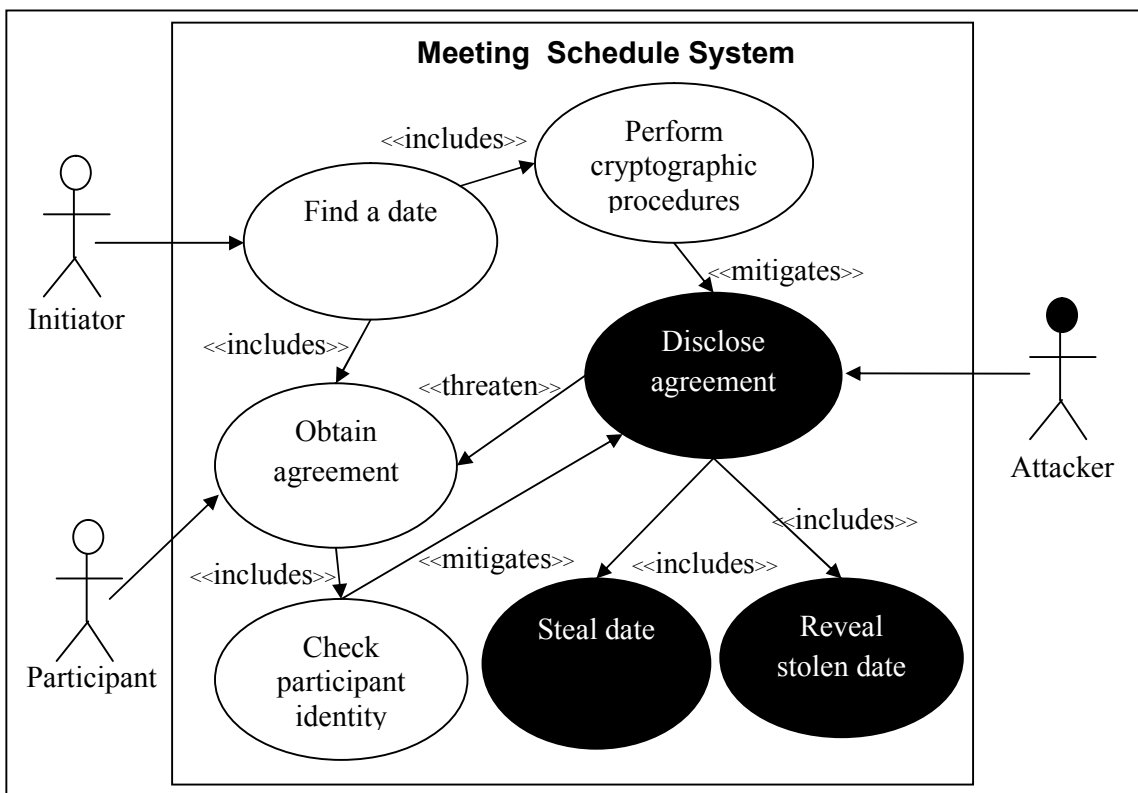 Meeting  Schedule System
<<includes>>
Perform
cryptographic
procedures
Find a date
Initiator
<<mitigates>>
<<includes>>
Disclose
agreement
<<threaten>>
Obtain
agreement
Attacker
<<includes>>
<<mitigates>>
<<includes>>
<<includes>>
Participant
Check
participant
identity
Steal date
Reveal
stolen date